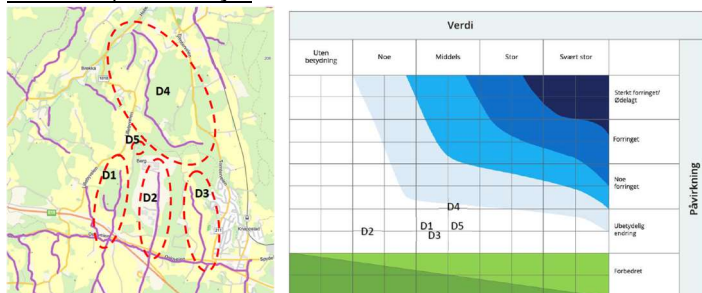 D4
D5
Berg
D1
D2
D3
Verdi
Uten betydning
Noe
Middels
Stor
Svært stor
Sterkt forringet/
Ødelagt
Forringet
Noe
forringet
Ubetydelig
endring
Forbedret
Påvirkning
D4
D2
D1
D5
D3